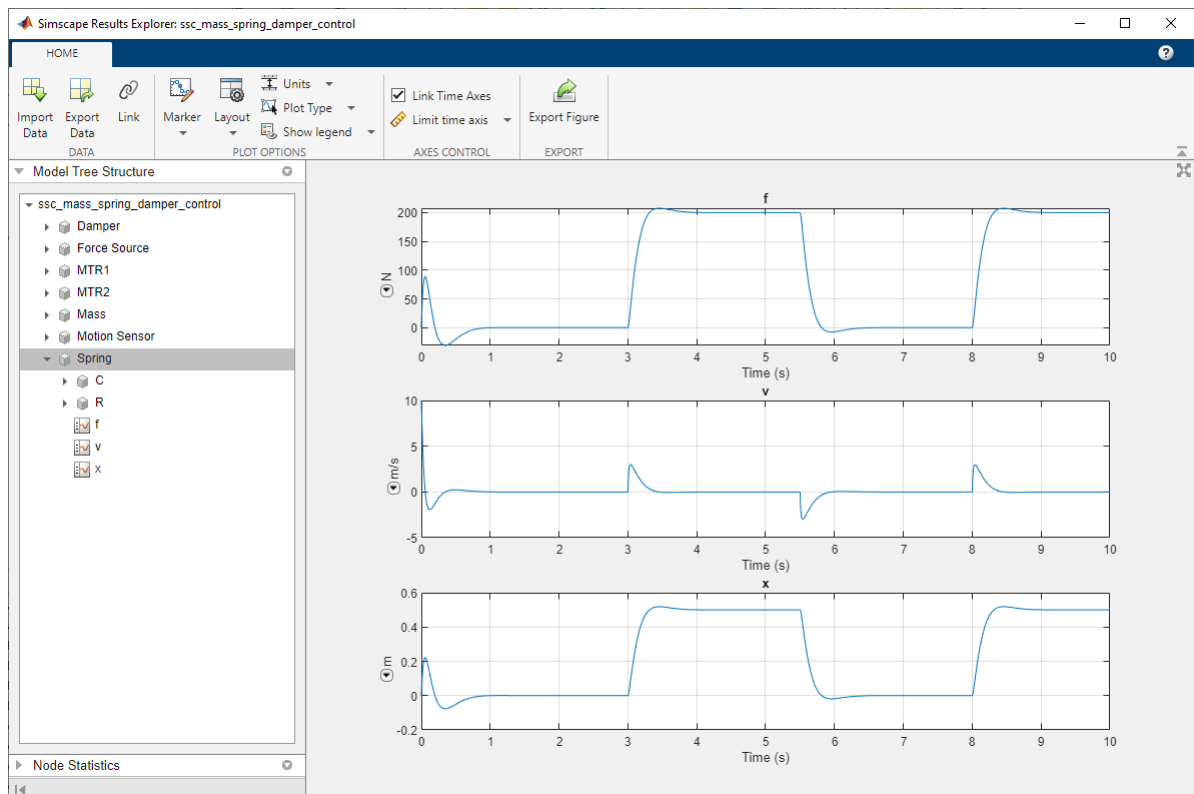 Simscape Results Explorer: ssc_mass_spring_damper_control
HOME
?
Import Data
Export Data
Link
Marker
Layout
Units
Plot Type
Show legend
Link Time Axes
Limit time axis
Export Figure
DATA
PLOT OPTIONS
AXES CONTROL
EXPORT
Model Tree Structure
ssc_mass_spring_damper_control
Damper
Force Source
MTR1
MTR2
Mass
Motion Sensor
Spring
C
R
f
v
x
Node Statistics
f
200
150
100
50
0
N
0 1 2 3 4 5 6 7 8 9 10
Time (s)
v
10
5
0
-5
m/s
0 1 2 3 4 5 6 7 8 9 10
Time (s)
x
0.6
0.4
0.2
0
-0.2
m
0 1 2 3 4 5 6 7 8 9 10
Time (s)